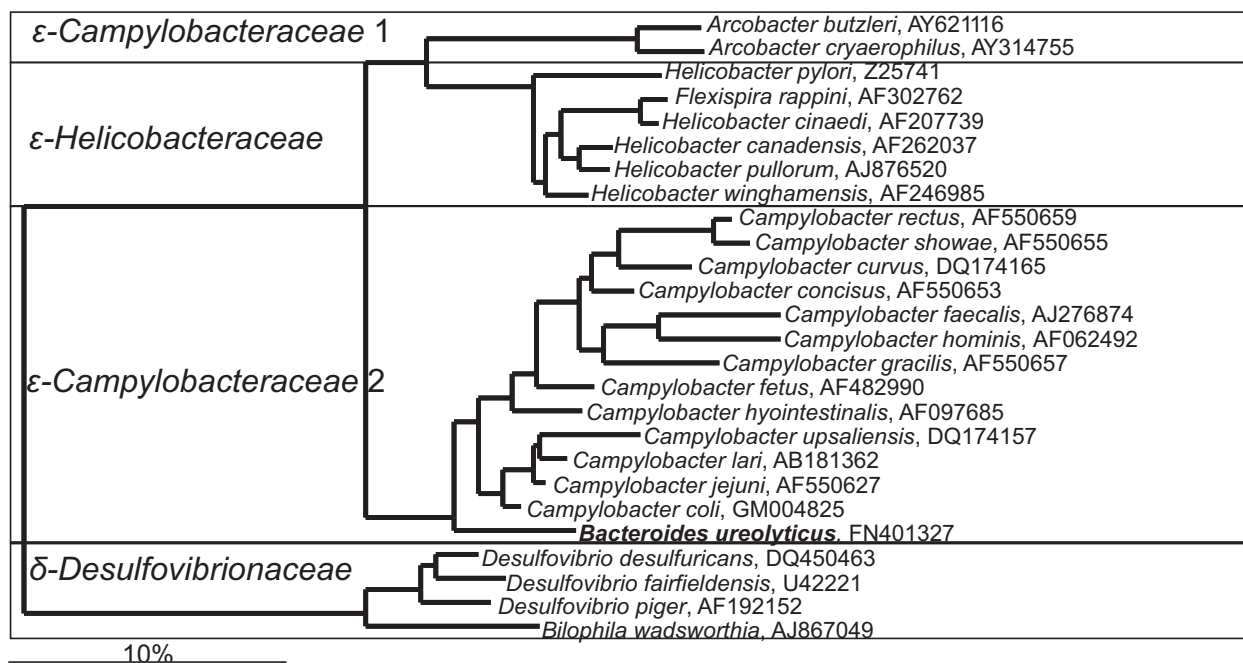 ε-Campylobacteraceae 1
Arcobacter butzleri, AY621116
Arcobacter cryaerophilus, AY314755
ε-Helicobacteraceae
Helicobacter pylori, Z25741
Flexispira rappini, AF302762
Helicobacter cinaedi, AF207739
Helicobacter canadensis, AF262037
Helicobacter pullorum, AJ876520
Helicobacter winghamensis, AF246985
ε-Campylobacteraceae 2
Campylobacter rectus, AF550659
Campylobacter showae, AF550655
Campylobacter curvus, DQ174165
Campylobacter concisus, AF550653
Campylobacter faecalis, AJ276874
Campylobacter hominis, AF062492
Campylobacter gracilis, AF550657
Campylobacter fetus, AF482990
Campylobacter hyointestinalis, AF097685
Campylobacter upsaliensis, DQ174157
Campylobacter lari, AB181362
Campylobacter jejuni, AF550627
Campylobacter coli, GM004825
Bacteroides ureolyticus, FN401327
δ-Desulfovibrionaceae
Desulfovibrio desulfuricans, DQ450463
Desulfovibrio fairfieldensis, U42221
Desulfovibrio piger, AF192152
Bilophila wadsworthia, AJ867049
10%